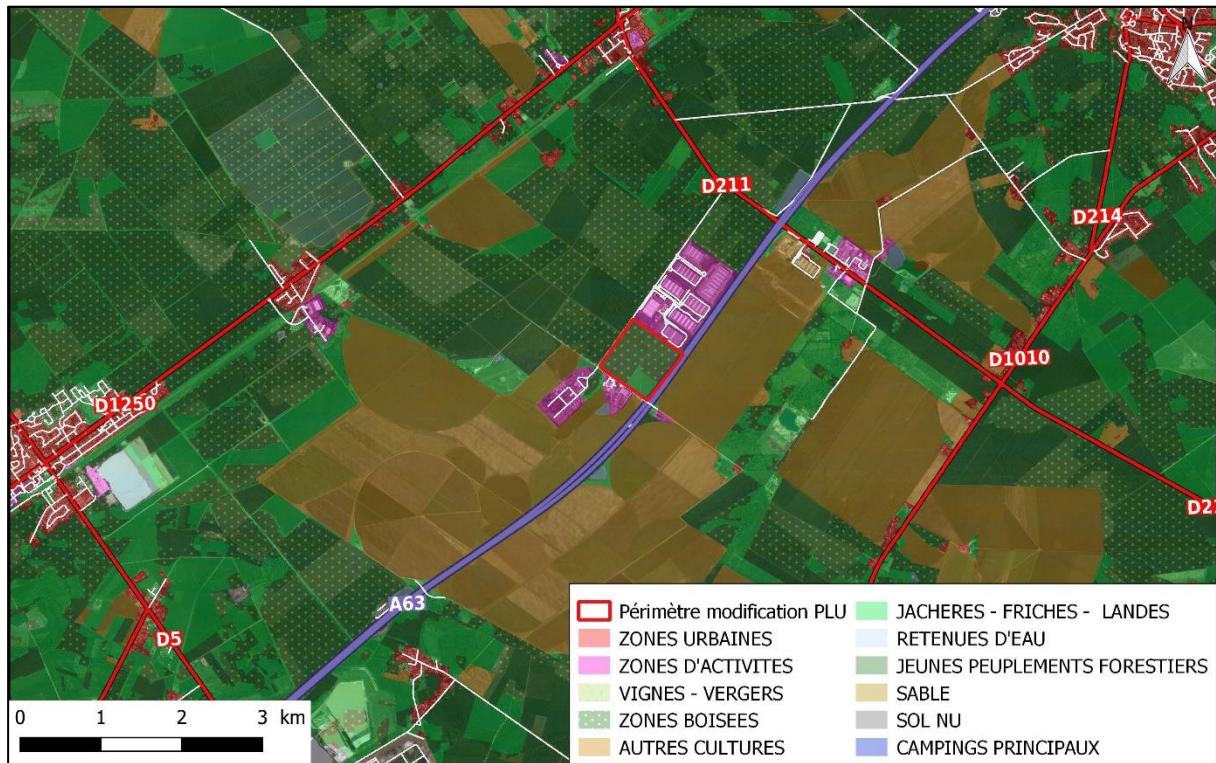 N
D211
D214
D1010
D1250
D5
A63
Périmètre modification PLU
ZONES URBAINES
ZONES D'ACTIVITES
VIGNES - VERGERS
ZONES BOISEES
AUTRES CULTURES
JACHERES - FRICHES - LANDES
RETENUES D'EAU
JEUNES PEUPLEMENTS FORESTIERS
SABLE
SOL NU
CAMPINGS PRINCIPAUX
0 1 2 3 km